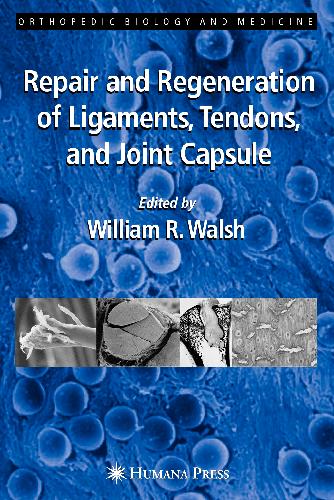 ORTHOPEDIC BIOLOGY AND MEDICINE
Repair and Regeneration
of Ligaments, Tendons,
and Joint Capsule
Edited by
William R. Walsh
HUMANA PRESS